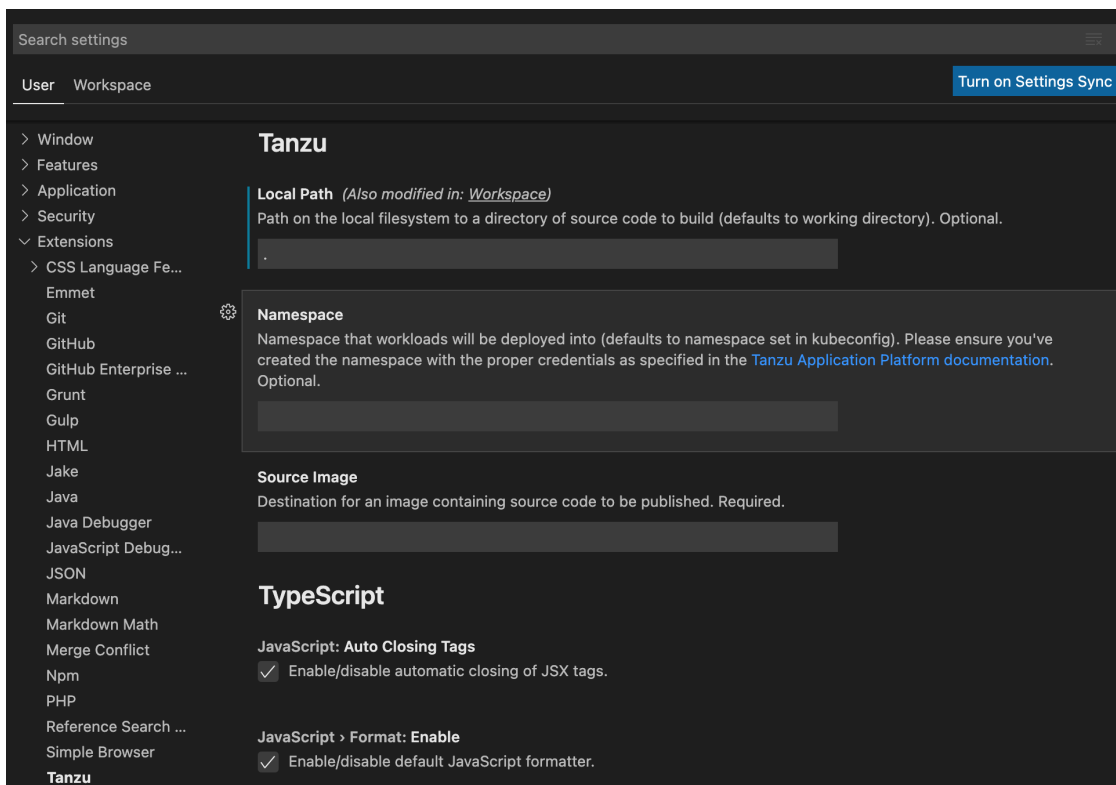 Search settings
User Workspace
Turn on Settings Sync
Window
Features
Application
Security
Extensions
CSS Language Fe...
Emmet
Git
GitHub
GitHub Enterprise ...
Grunt
Gulp
HTML
Jake
Java
Java Debugger
JavaScript Debug...
JSON
Markdown
Markdown Math
Merge Conflict
Npm
PHP
Reference Search ...
Simple Browser
Tanzu
Tanzu
Local Path (Also modified in: Workspace)
Path on the local filesystem to a directory of source code to build (defaults to working directory). Optional.
.
Namespace
Namespace that workloads will be deployed into (defaults to namespace set in kubeconfig). Please ensure you've
created the namespace with the proper credentials as specified in the Tanzu Application Platform documentation.
Optional.
Source Image
Destination for an image containing source code to be published. Required.
TypeScript
JavaScript: Auto Closing Tags
Enable/disable automatic closing of JSX tags.
JavaScript › Format: Enable
Enable/disable default JavaScript formatter.